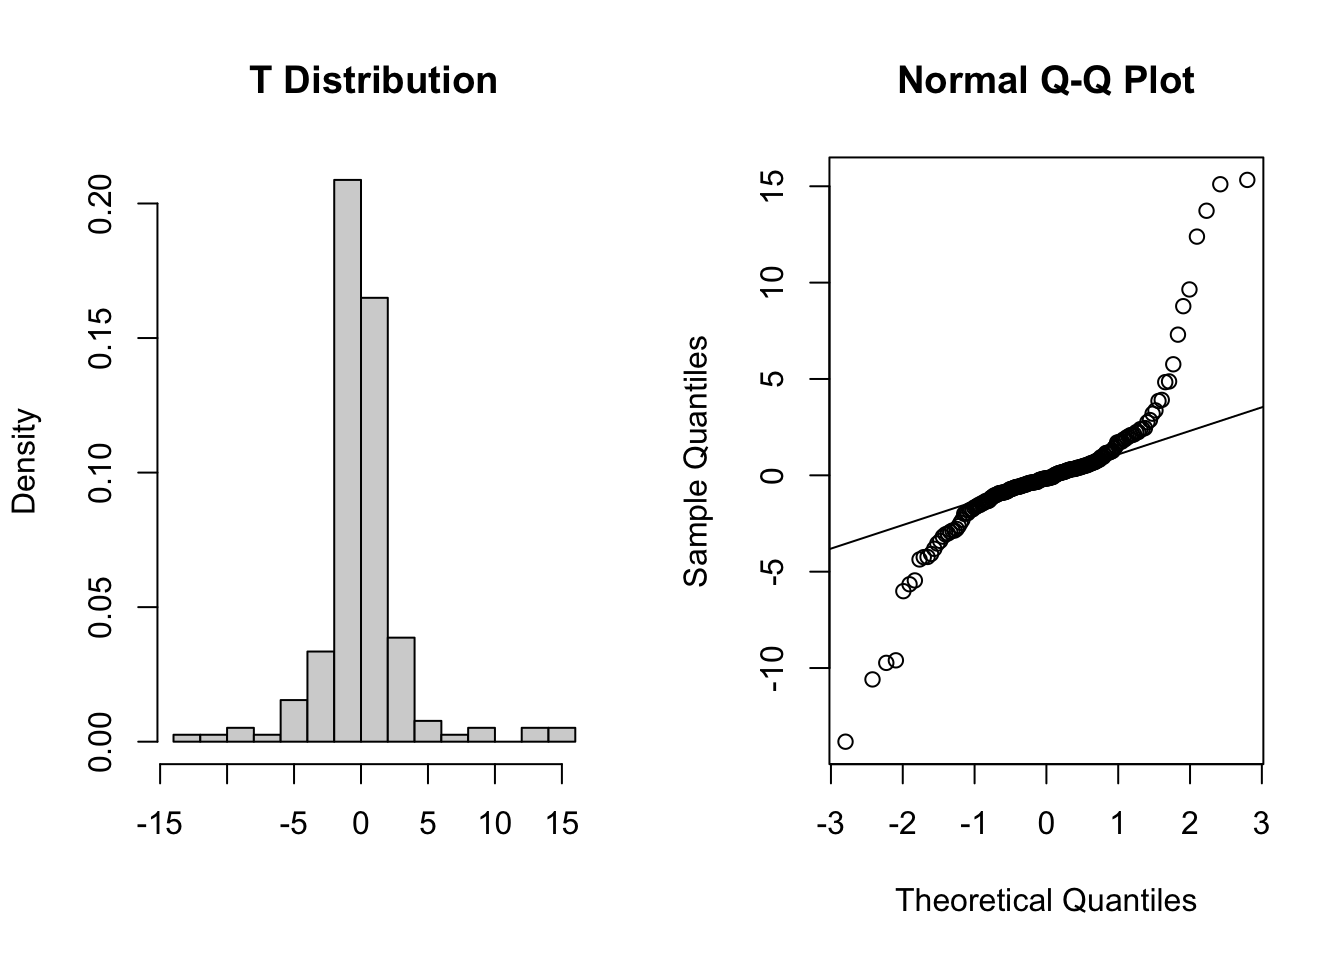 T Distribution
Density
0.00 0.05 0.10 0.15 0.20
-15 -5 0 5 10 15
Normal Q-Q Plot
Sample Quantiles
-10 -5 0 5 10 15
-3 -2 -1 0 1 2 3
Theoretical Quantiles